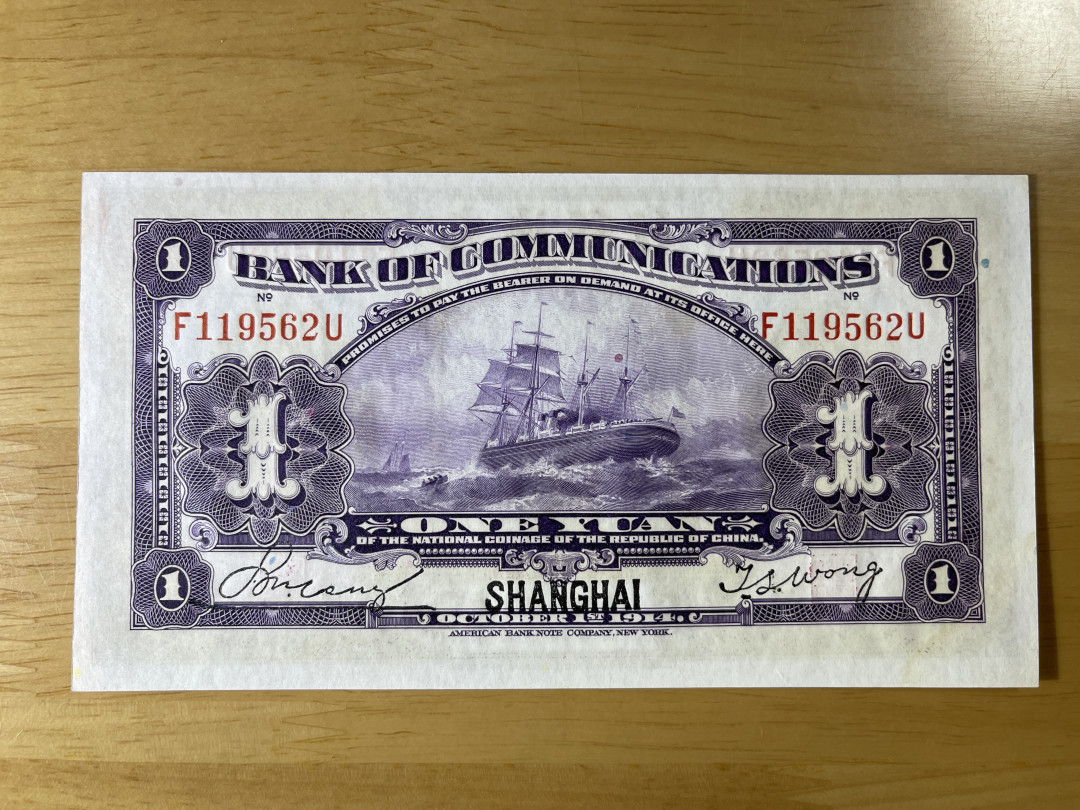 1 1
BANK OF COMMUNICATIONS
PROMISES TO PAY THE BEARER ON DEMAND AT ITS OFFICE HERE
Nº Nº
F119562U F119562U
1 1
ONE YUAN
OF THE NATIONAL COINAGE OF THE REPUBLIC OF CHINA.
1 1
T.S. Wong
SHANGHAI
OCTOBER 1ST 1914.
AMERICAN BANK NOTE COMPANY, NEW YORK.